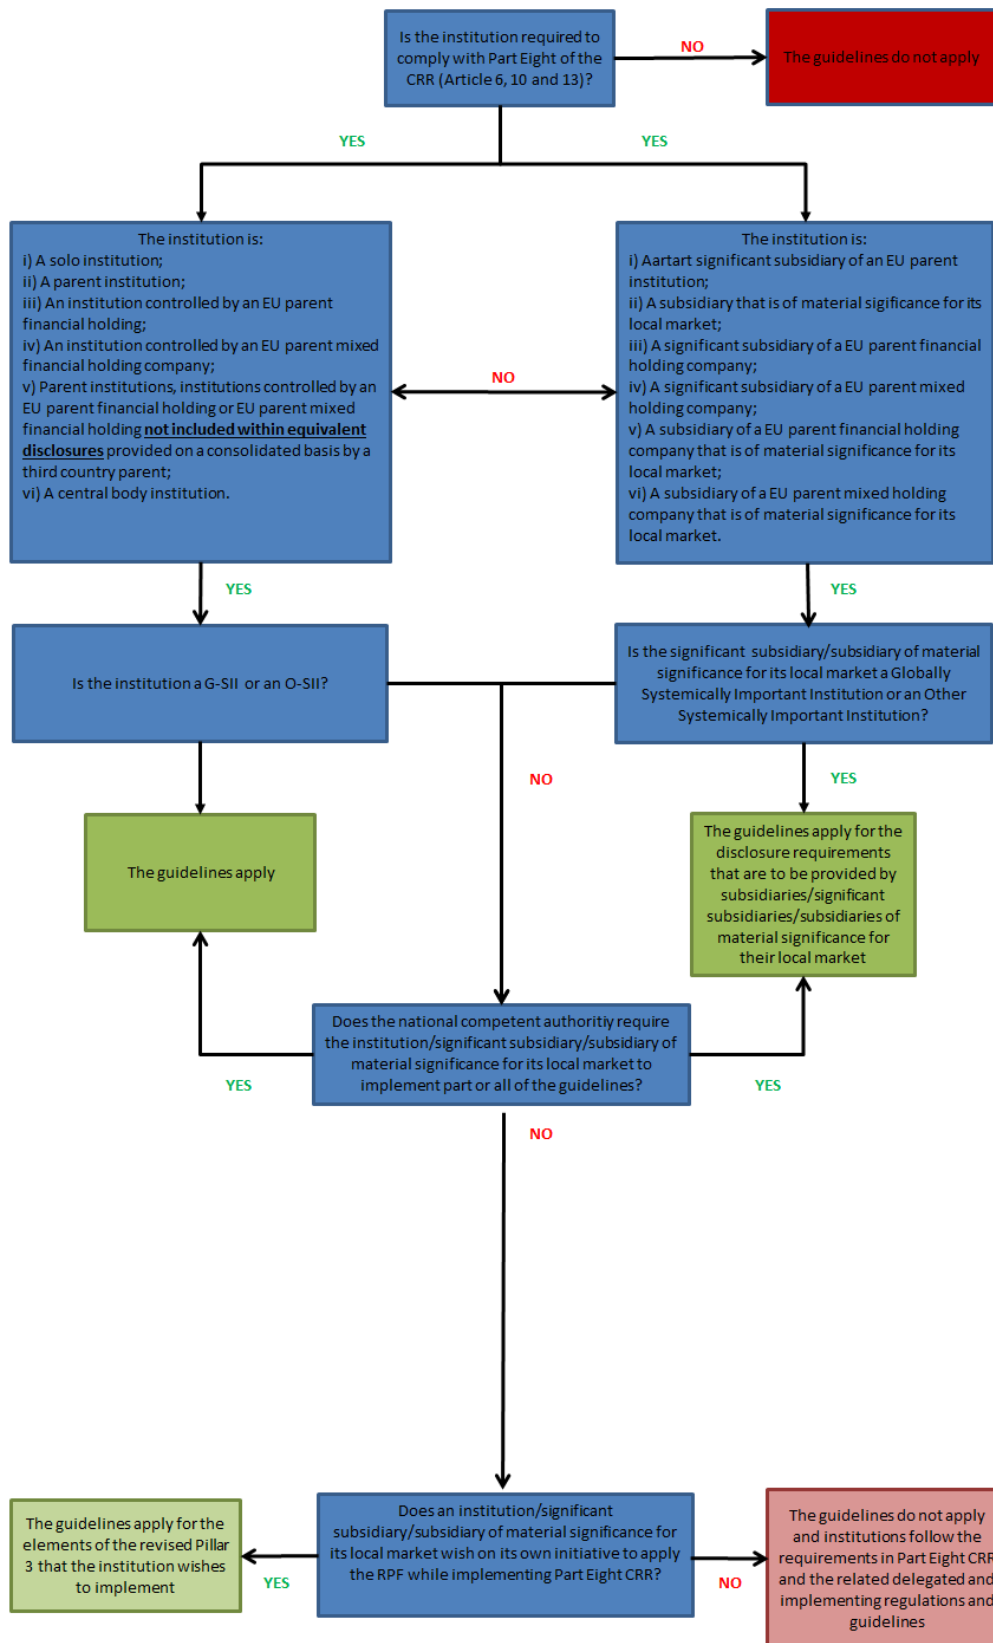 Is the institution required to
comply with Part Eight of the
CRR (Article 6, 10 and 13)?
NO
The guidelines do not apply
YES
YES
The institution is:
i) A solo institution;
ii) A parent institution;
iii) An institution controlled by an EU parent
financial holding;
iv) An institution controlled by an EU parent mixed
financial holding company;
v) Parent institutions, institutions controlled by an
EU parent financial holding or EU parent mixed
financial holding not included within equivalent
disclosures provided on a consolidated basis by a
third country parent;
vi) A central body institution.
NO
The institution is:
i) Aartart significant subsidiary of an EU parent
institution;
ii) A subsidiary that is of material sigificance for its
local market;
iii) A significant subsidiary of a EU parent financial
holding company;
iv) A significant subsidiary of a EU parent mixed
holding company;
v) A subsidiary of a EU parent financial holding
company that is of material significance for its
local market;
vi) A subsidiary of a EU parent mixed holding
company that is of material significance for its
local market.
YES
YES
Is the institution a G-SII or an O-SII?
Is the significant subsidiary/subsidiary of material
significance for its local market a Globally
Systemically Important Institution or an Other
Systemically Important Institution?
NO
YES
The guidelines apply
The guidelines apply for the
disclosure requirements
that are to be provided by
subsidiaries/significant
subsidiaries/subsidiaries of
material significance for
their local market
Does the national competent authoritiy require
the institution/significant subsidiary/subsidiary of
material significance for its local market to
implement part or all of the guidelines?
YES
YES
NO
The guidelines apply for the
elements of the revised Pillar
3 that the institution wishes
to implement
YES
Does an institution/significant
subsidiary/subsidiary of material significance for
its local market wish on its own initiative to apply
the RPF while implementing Part Eight CRR?
NO
The guidelines do not apply
and institutions follow the
requirements in Part Eight CRR
and the related delegated and
implementing regulations and
guidelines